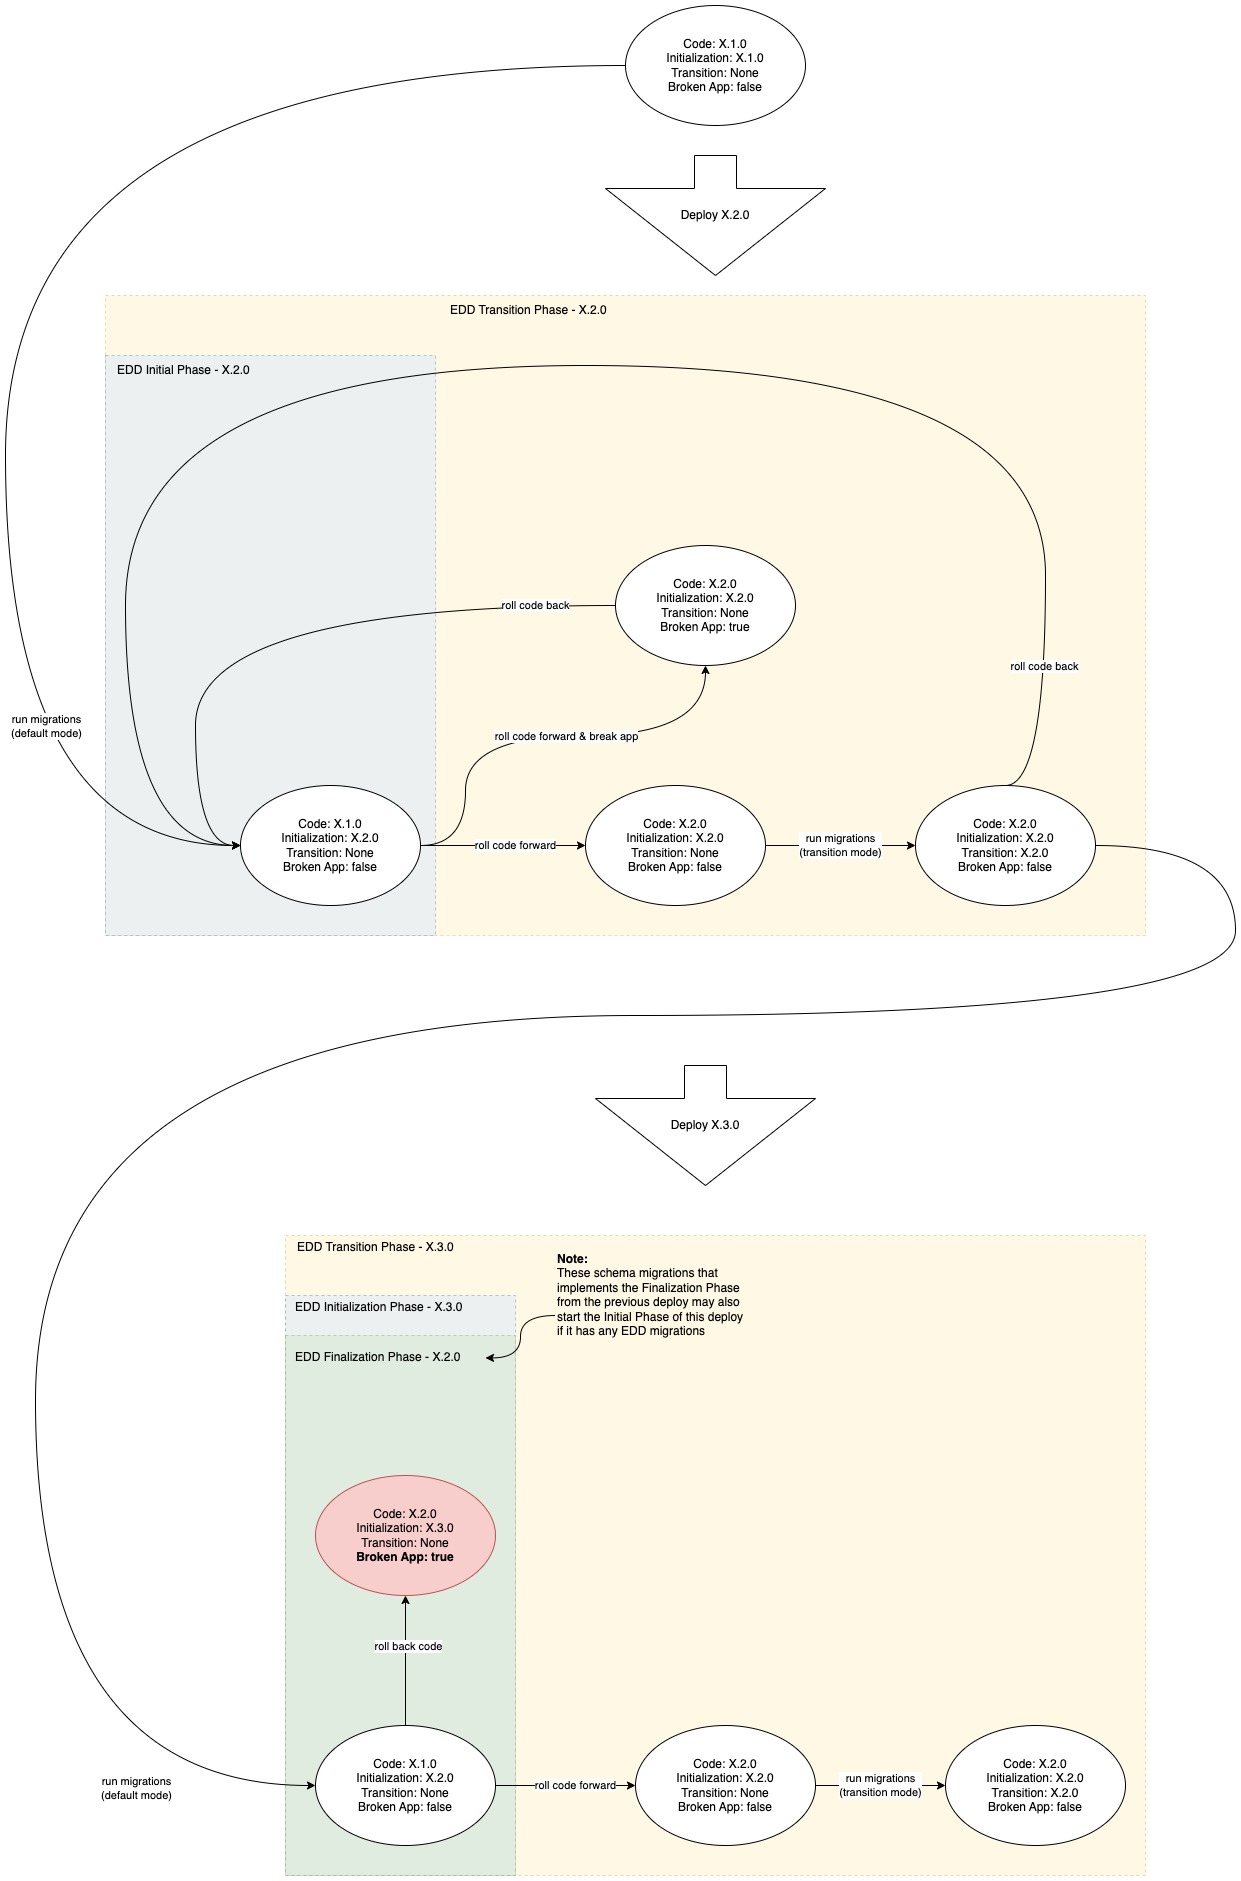 Code: X.1.0
Initialization: X.1.0
Transition: None
Broken App: false
Deploy X.2.0
EDD Transition Phase - X.2.0
EDD Initial Phase - X.2.0
Code: X.2.0
Initialization: X.2.0
Transition: None
Broken App: true
roll code back
roll code back
run migrations
(default mode)
roll code forward & break app
Code: X.1.0
Initialization: X.2.0
Transition: None
Broken App: false
roll code forward
Code: X.2.0
Initialization: X.2.0
Transition: None
Broken App: false
run migrations
(transition mode)
Code: X.2.0
Initialization: X.2.0
Transition: X.2.0
Broken App: false
Deploy X.3.0
EDD Transition Phase - X.3.0
Note:
These schema migrations that
implements the Finalization Phase
from the previous deploy may also
start the Initial Phase of this deploy
if it has any EDD migrations
EDD Initialization Phase - X.3.0
EDD Finalization Phase - X.2.0
Code: X.2.0
Initialization: X.3.0
Transition: None
Broken App: true
roll back code
run migrations
(default mode)
Code: X.1.0
Initialization: X.2.0
Transition: None
Broken App: false
roll code forward
Code: X.2.0
Initialization: X.2.0
Transition: None
Broken App: false
run migrations
(transition mode)
Code: X.2.0
Initialization: X.2.0
Transition: X.2.0
Broken App: false